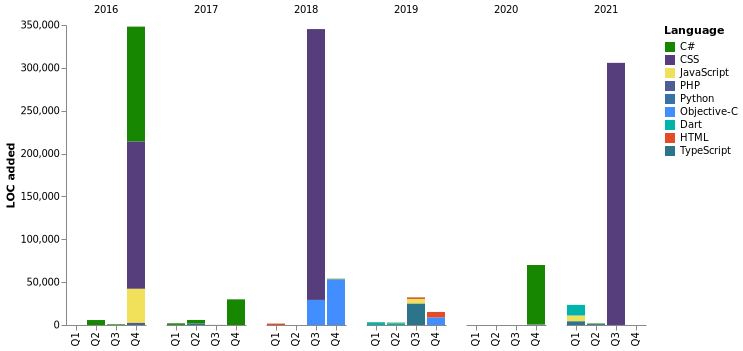 2016 2017 2018 2019 2020 2021
Language
C#
CSS
JavaScript
PHP
Python
Objective-C
Dart
HTML
TypeScript
LOC added
350,000
300,000
250,000
200,000
150,000
100,000
50,000
0
Q1 Q2 Q3 Q4 Q1 Q2 Q3 Q4 Q1 Q2 Q3 Q4 Q1 Q2 Q3 Q4 Q1 Q2 Q3 Q4 Q1 Q2 Q3 Q4